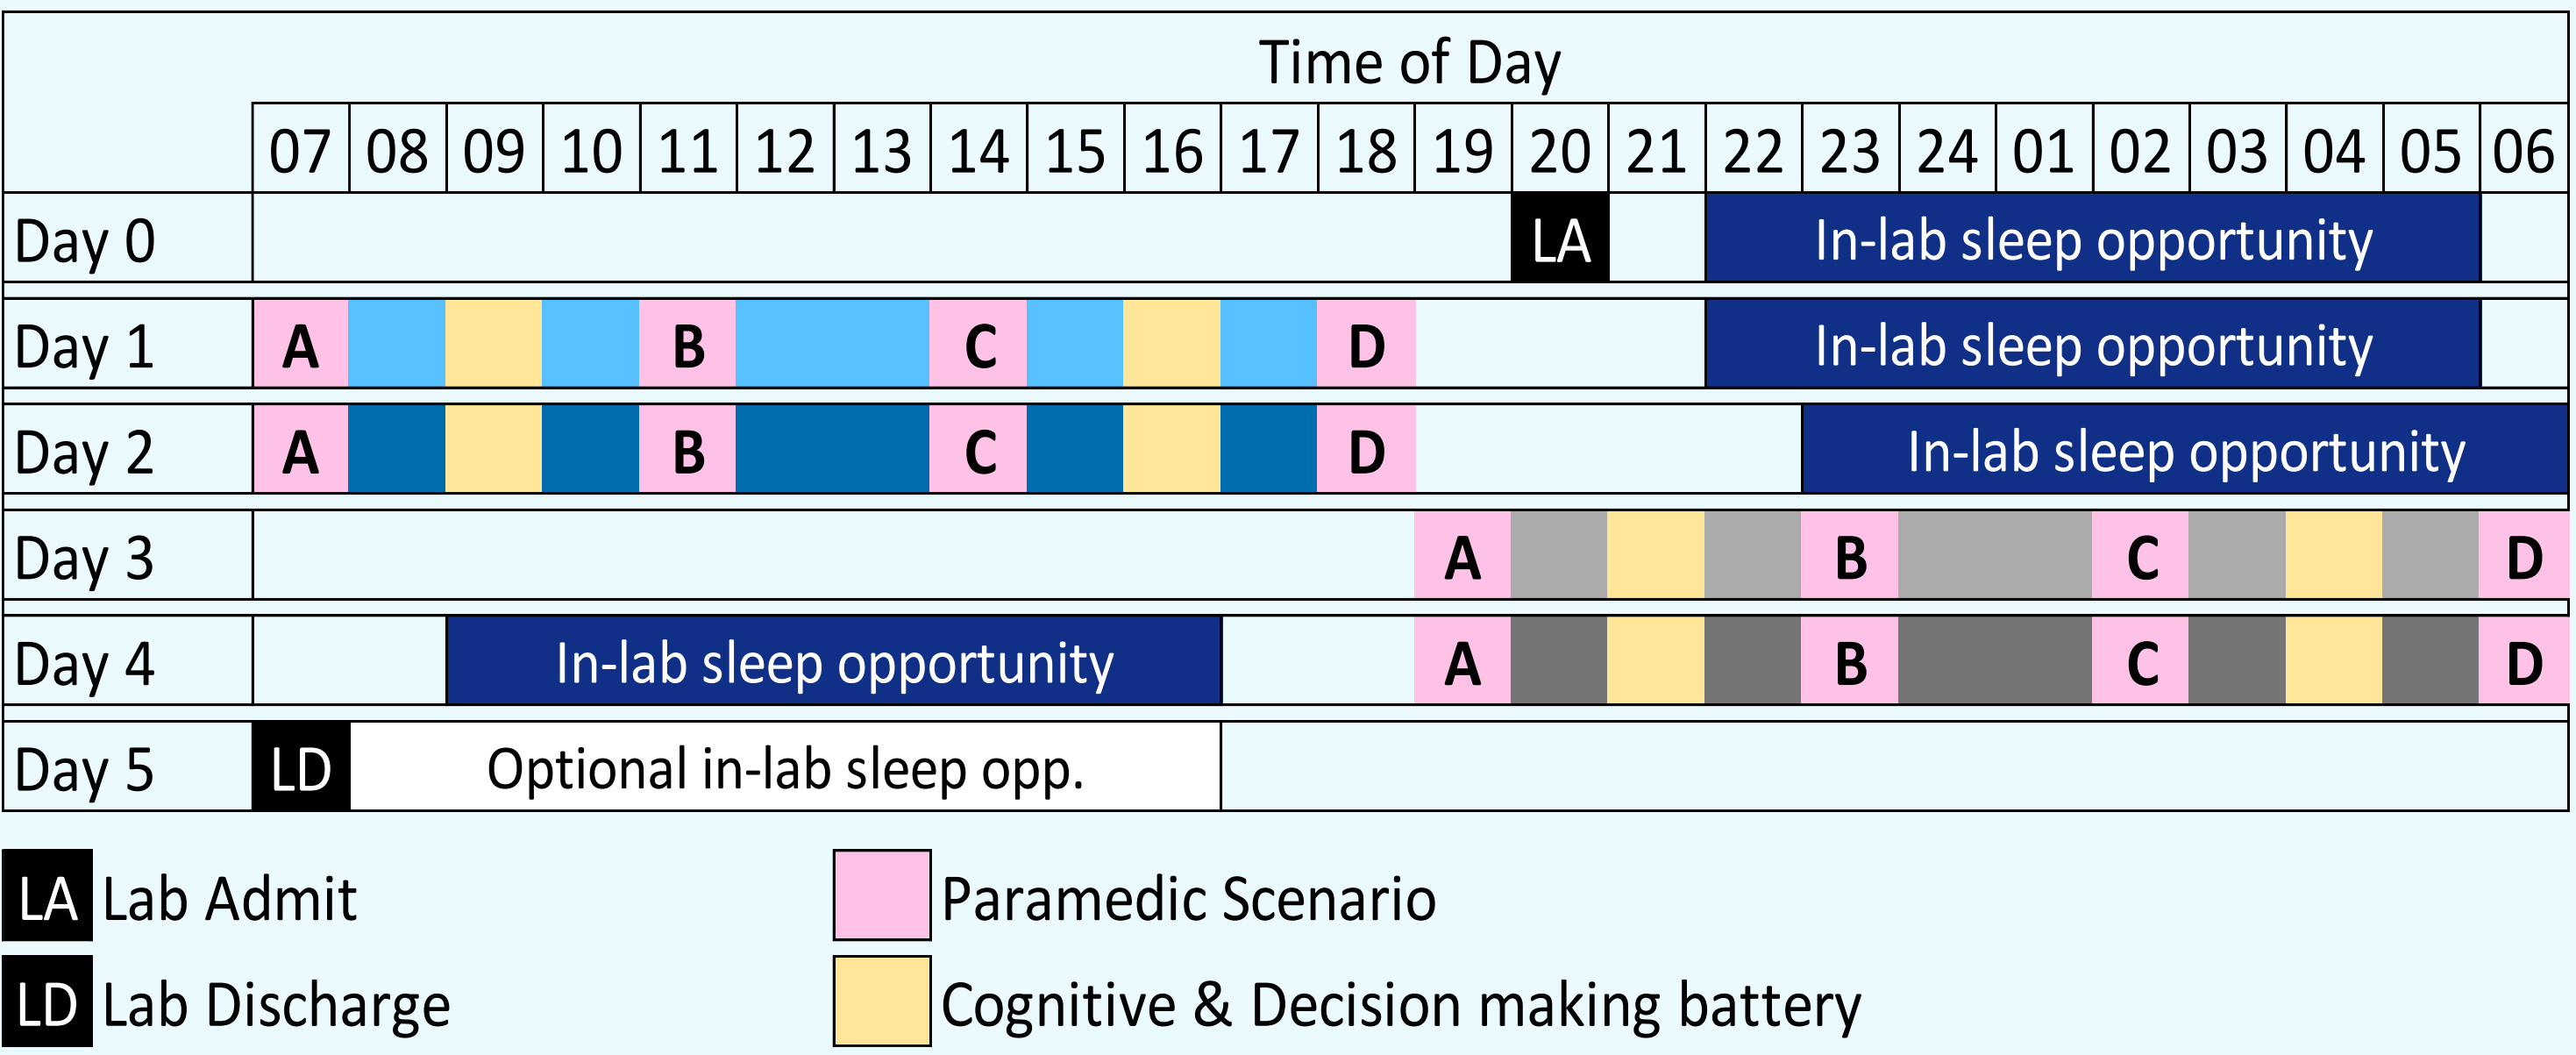 Time of Day
07 08 09 10 11 12 13 14 15 16 17 18 19 20 21 22 23 24 01 02 03 04 05 06
Day 0 LA In-lab sleep opportunity
Day 1 A B C D In-lab sleep opportunity
Day 2 A B C D In-lab sleep opportunity
Day 3 A B C D
Day 4 In-lab sleep opportunity A B C D
Day 5 LD Optional in-lab sleep opp.
LA Lab Admit Paramedic Scenario
LD Lab Discharge Cognitive & Decision making battery